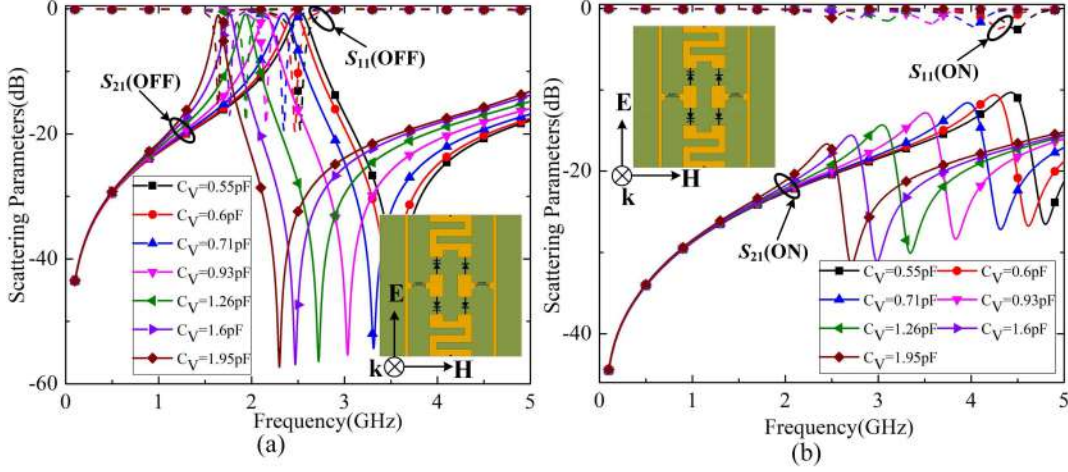 (a)
Scattering Parameters(dB)
0
-20
-40
-60
S21(OFF)
S11(OFF)
CV=0.55pF
CV=0.6pF
CV=0.71pF
CV=0.93pF
CV=1.26pF
CV=1.6pF
CV=1.95pF
E
k
H
0 1 2 3 4 5
Frequency(GHz)
(a)
(b)
Scattering Parameters(dB)
0
-20
-40
E
H
k
S11(ON)
S21(ON)
CV=0.55pF CV=0.6pF
CV=0.71pF CV=0.93pF
CV=1.26pF CV=1.6pF
CV=1.95pF
0 1 2 3 4 5
Frequency(GHz)
(b)